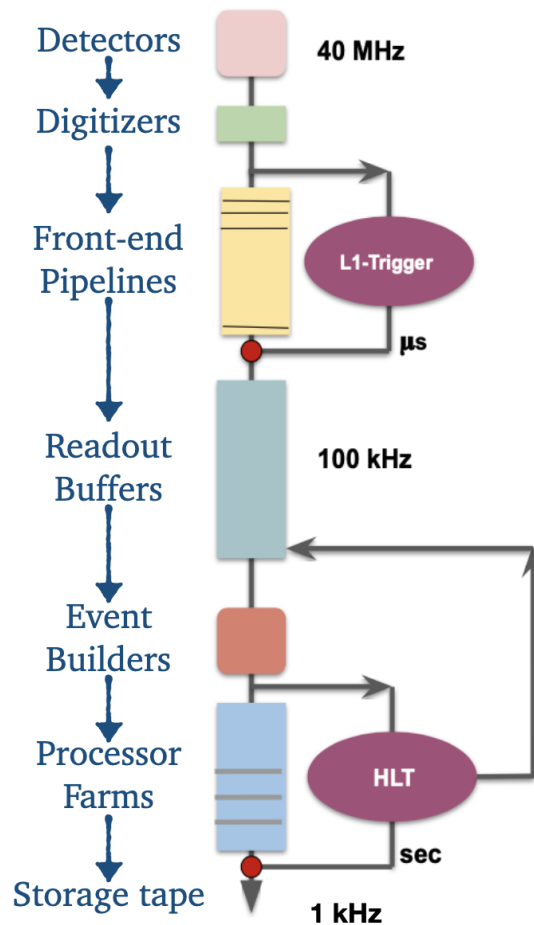 Detectors
40 MHz
Digitizers
Front-end
Pipelines
L1-Trigger
μs
Readout
Buffers
100 kHz
Event
Builders
Processor
Farms
HLT
sec
Storage tape
1 kHz